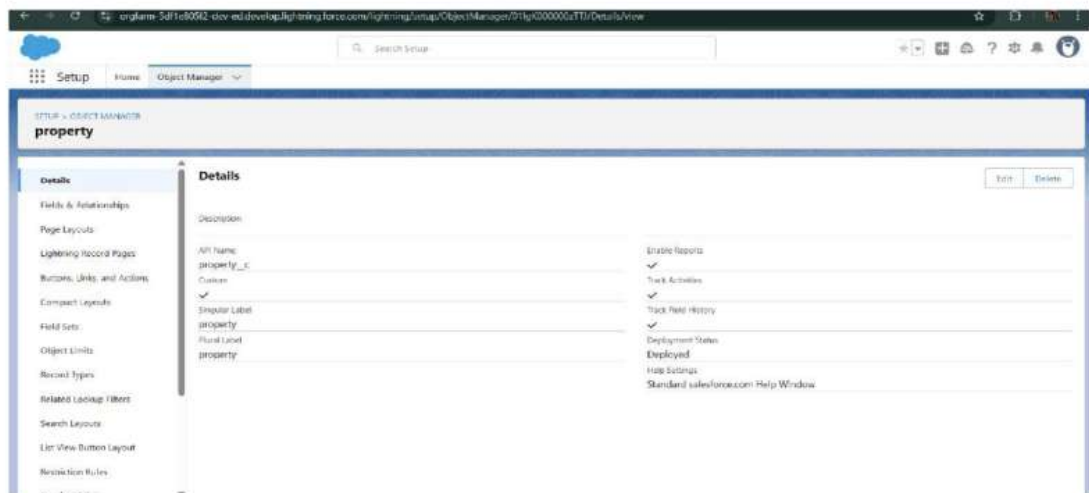 Search Setup
Setup Home Object Manager
SETUP > OBJECT MANAGER
property
Details
Fields & Relationships
Page Layouts
Lightning Record Pages
Buttons, Links, and Actions
Compact Layouts
Field Sets
Object Limits
Record Types
Related Lookup Filters
Search Layouts
List View Button Layout
Restriction Rules
Details
Edit Delete
Description
API Name
property__c
Custom
Singular Label
property
Plural Label
property
Enable Reports
Track Activities
Track Field History
Deployment Status
Deployed
Help Settings
Standard salesforce.com Help Window